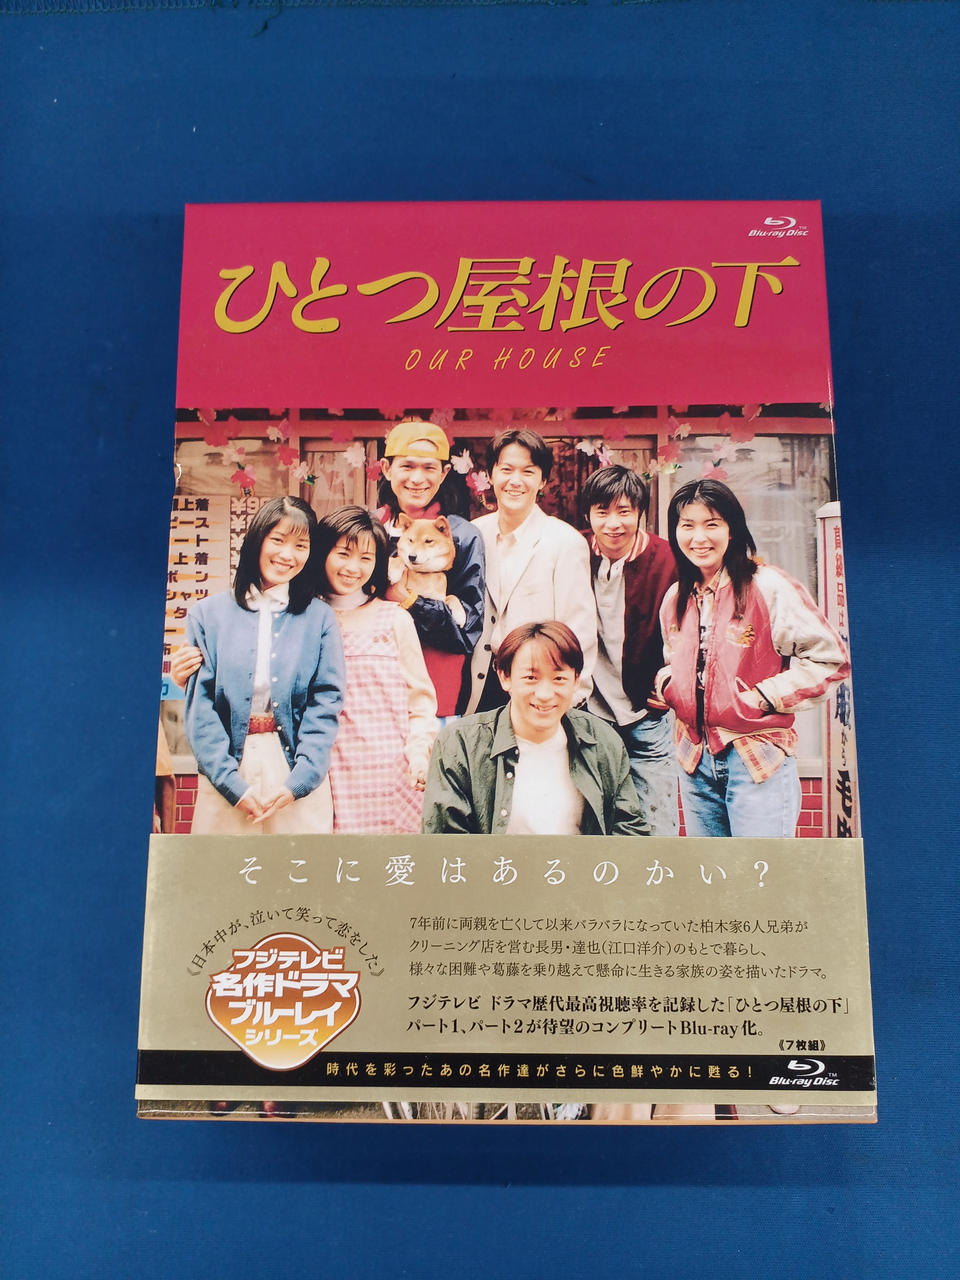 Blu-ray Disc™
ひとつ屋根の下
OUR HOUSE
そこに愛はあるのかい？
《日本中が、泣いて笑って恋をした》
フジテレビ
名作ドラマ
ブルーレイ
シリーズ
7年前に両親を亡くして以来バラバラになっていた柏木家6人兄弟が
クリーニング店を営む長男・達也（江口洋介）のもとで暮らし、
様々な困難や葛藤を乗り越えて懸命に生きる家族の姿を描いたドラマ。
フジテレビ ドラマ歴代最高視聴率を記録した「ひとつ屋根の下」
パート1、パート2が待望のコンプリートBlu-ray化。
《7枚組》
時代を彩ったあの名作達がさらに色鮮やかに甦る！
Blu-ray Disc™